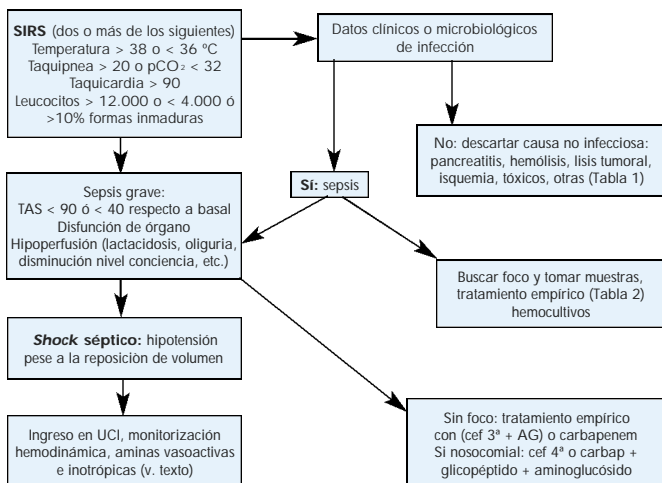 SIRS (dos o más de los siguientes)
Temperatura > 38 o < 36 ºC
Taquipnea > 20 o pCO₂ < 32
Taquicardia > 90
Leucocitos > 12.000 o < 4.000 ó
>10% formas inmaduras
Datos clínicos o microbiológicos
de infección
No: descartar causa no infecciosa:
pancreatitis, hemólisis, lisis tumoral,
isquemia, tóxicos, otras (Tabla 1)
Sí: sepsis
Sepsis grave:
TAS < 90 ó < 40 respecto a basal
Disfunción de órgano
Hipoperfusión (lactacidosis, oliguria,
disminución nivel conciencia, etc.)
Buscar foco y tomar muestras,
tratamiento empírico (Tabla 2)
hemocultivos
Shock séptico: hipotensión
pese a la reposiciòn de volumen
Ingreso en UCI, monitorización
hemodinámica, aminas vasoactivas
e inotrópicas (v. texto)
Sin foco: tratamiento empírico
con (cef 3ª + AG) o carbapenem
Si nosocomial: cef 4ª o carbap +
glicopéptido + aminoglucósido